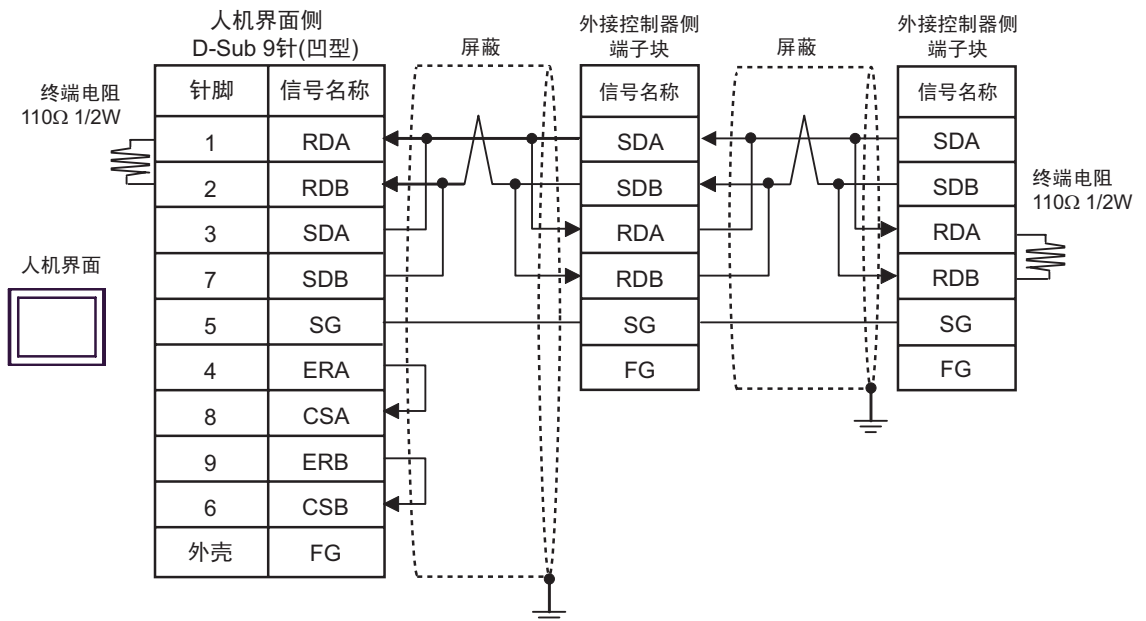 人机界面侧
D-Sub 9针(凹型)
屏蔽
外接控制器侧
端子块
屏蔽
外接控制器侧
端子块
终端电阻
110Ω 1/2W
针脚 信号名称
1 RDA
2 RDB
3 SDA
7 SDB
5 SG
4 ERA
8 CSA
9 ERB
6 CSB
外壳 FG
人机界面
信号名称
SDA
SDB
RDA
RDB
SG
FG
信号名称
SDA
SDB
RDA
RDB
SG
FG
终端电阻
110Ω 1/2W